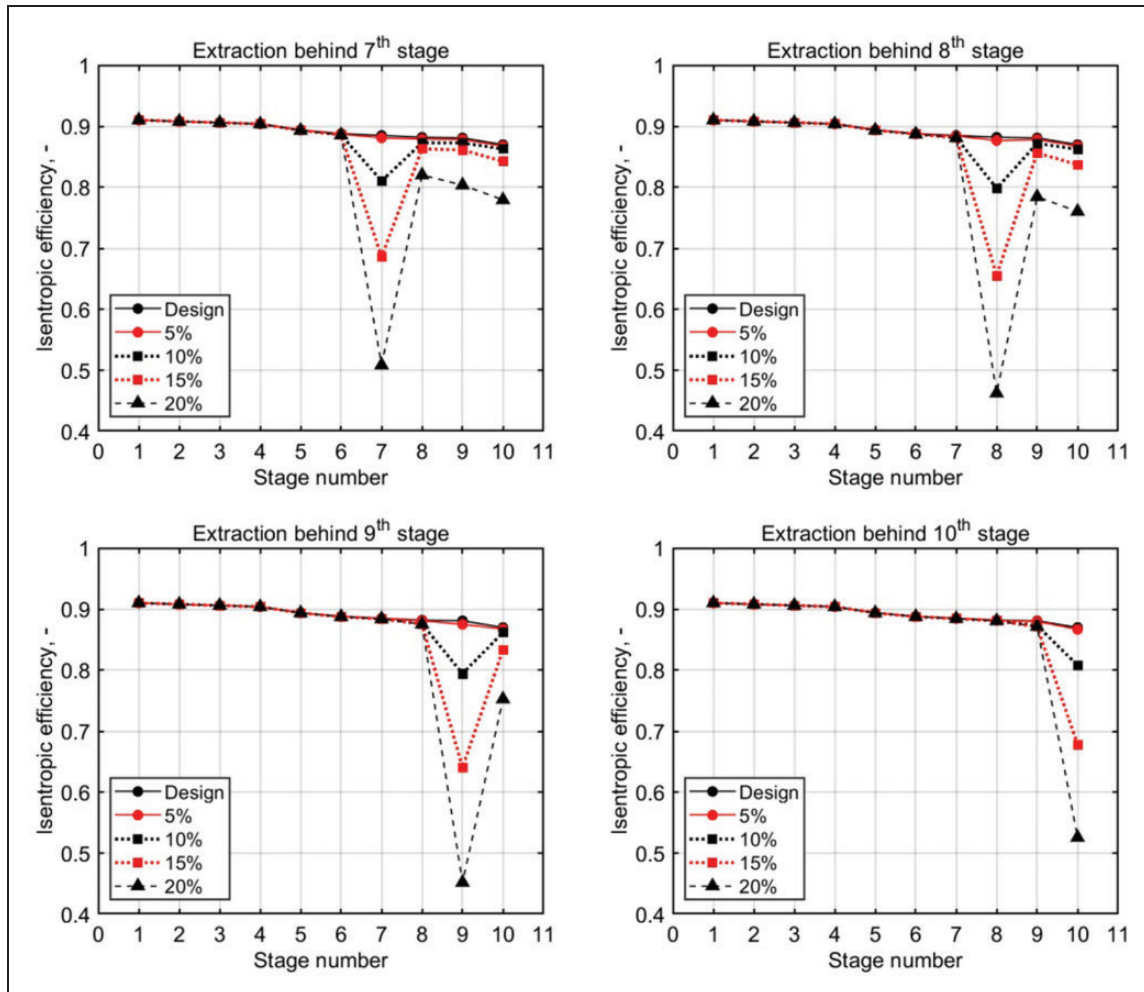 Extraction behind 7th stage
Isentropic efficiency, -
1
0.9
0.8
0.7
0.6
0.5
0.4
Design
5%
10%
15%
20%
0 1 2 3 4 5 6 7 8 9 10 11
Stage number
Extraction behind 8th stage
Isentropic efficiency, -
1
0.9
0.8
0.7
0.6
0.5
0.4
Design
5%
10%
15%
20%
0 1 2 3 4 5 6 7 8 9 10 11
Stage number
Extraction behind 9th stage
Isentropic efficiency, -
1
0.9
0.8
0.7
0.6
0.5
0.4
Design
5%
10%
15%
20%
0 1 2 3 4 5 6 7 8 9 10 11
Stage number
Extraction behind 10th stage
Isentropic efficiency, -
1
0.9
0.8
0.7
0.6
0.5
0.4
Design
5%
10%
15%
20%
0 1 2 3 4 5 6 7 8 9 10 11
Stage number